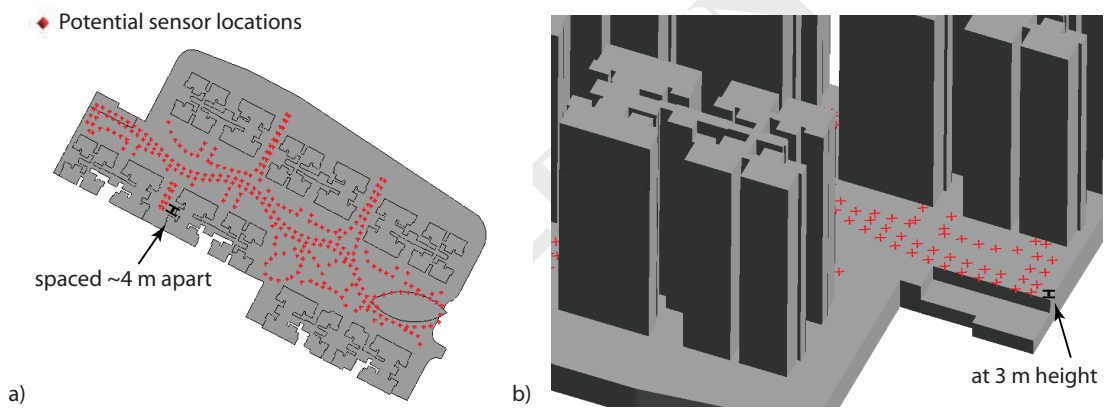 Potential sensor locations
spaced ~4 m apart
a)
b)
at 3 m height